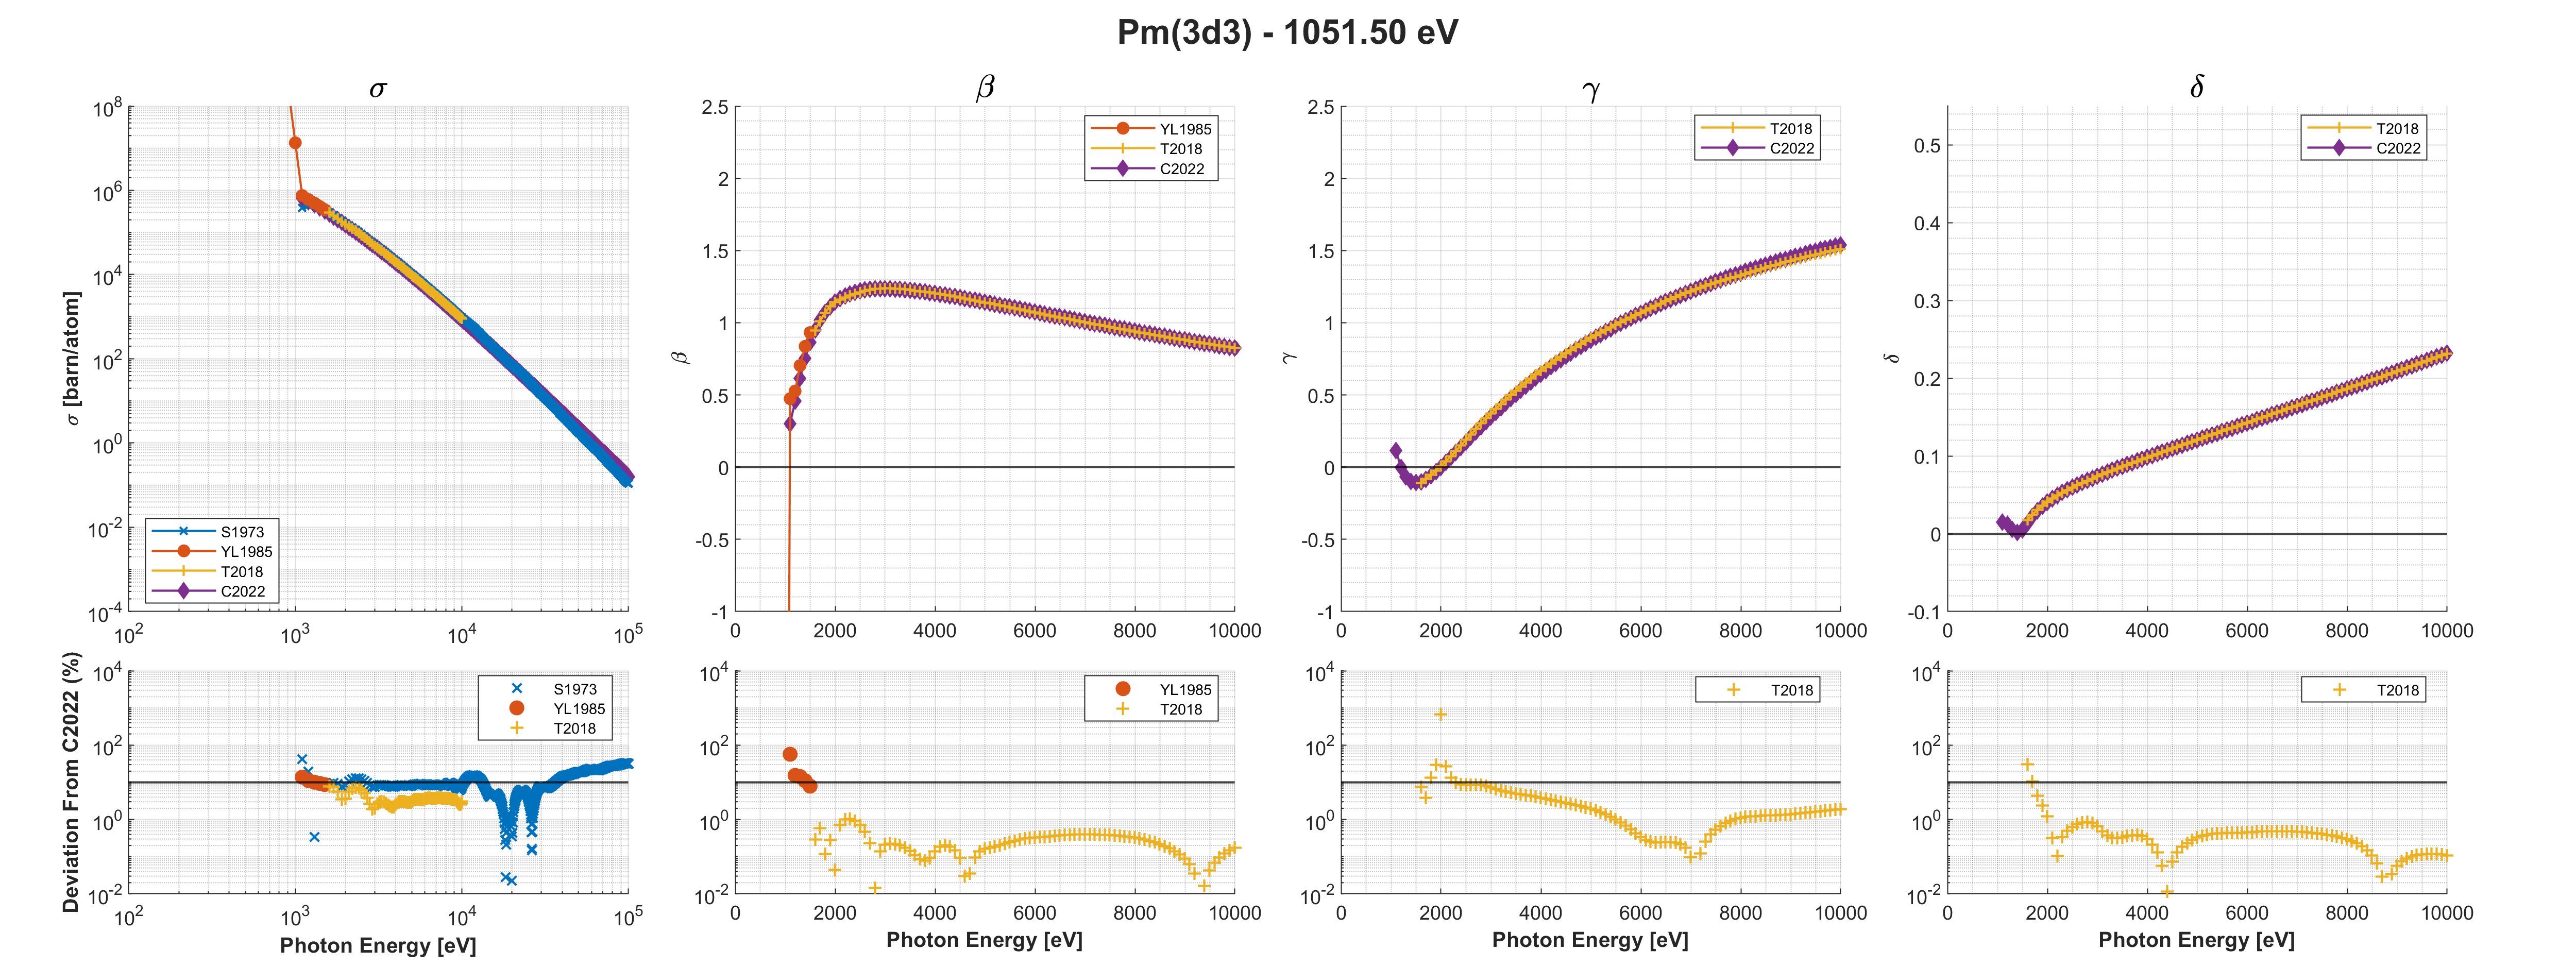 Pm(3d3) - 1051.50 eV
σ
σ [barn/atom]
10^8
10^6
10^4
10^2
10^0
10^-2
10^-4
10^2
10^3
10^4
10^5
S1973
YL1985
T2018
C2022
β
β
2.5
2
1.5
1
0.5
0
-0.5
-1
0
2000
4000
6000
8000
10000
YL1985
T2018
C2022
γ
γ
2.5
2
1.5
1
0.5
0
-0.5
-1
0
2000
4000
6000
8000
10000
T2018
C2022
δ
δ
0.5
0.4
0.3
0.2
0.1
0
-0.1
0
2000
4000
6000
8000
10000
T2018
C2022
Deviation From C2022 (%)
10^4
10^2
10^0
10^-2
10^2
10^3
10^4
10^5
Photon Energy [eV]
S1973
YL1985
T2018
10^4
10^2
10^0
10^-2
0
2000
4000
6000
8000
10000
Photon Energy [eV]
YL1985
T2018
10^4
10^2
10^0
10^-2
0
2000
4000
6000
8000
10000
Photon Energy [eV]
T2018
10^4
10^2
10^0
10^-2
0
2000
4000
6000
8000
10000
Photon Energy [eV]
T2018